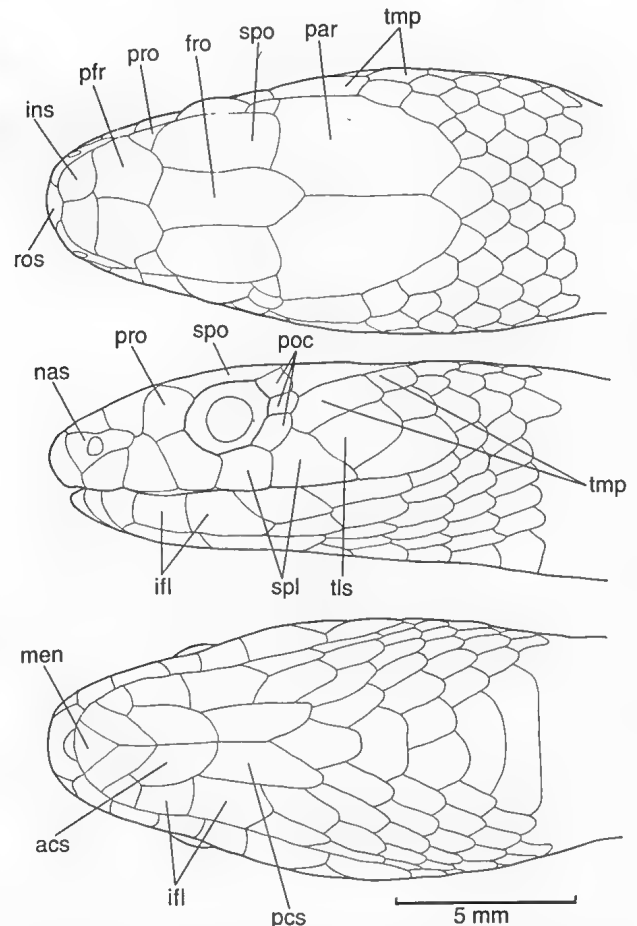 tmp
spo par
fro
pro
pfr
ins
ros
spo
pro poc
nas
tmp
ifl spl tls
men
acs
ifl
pcs
5 mm